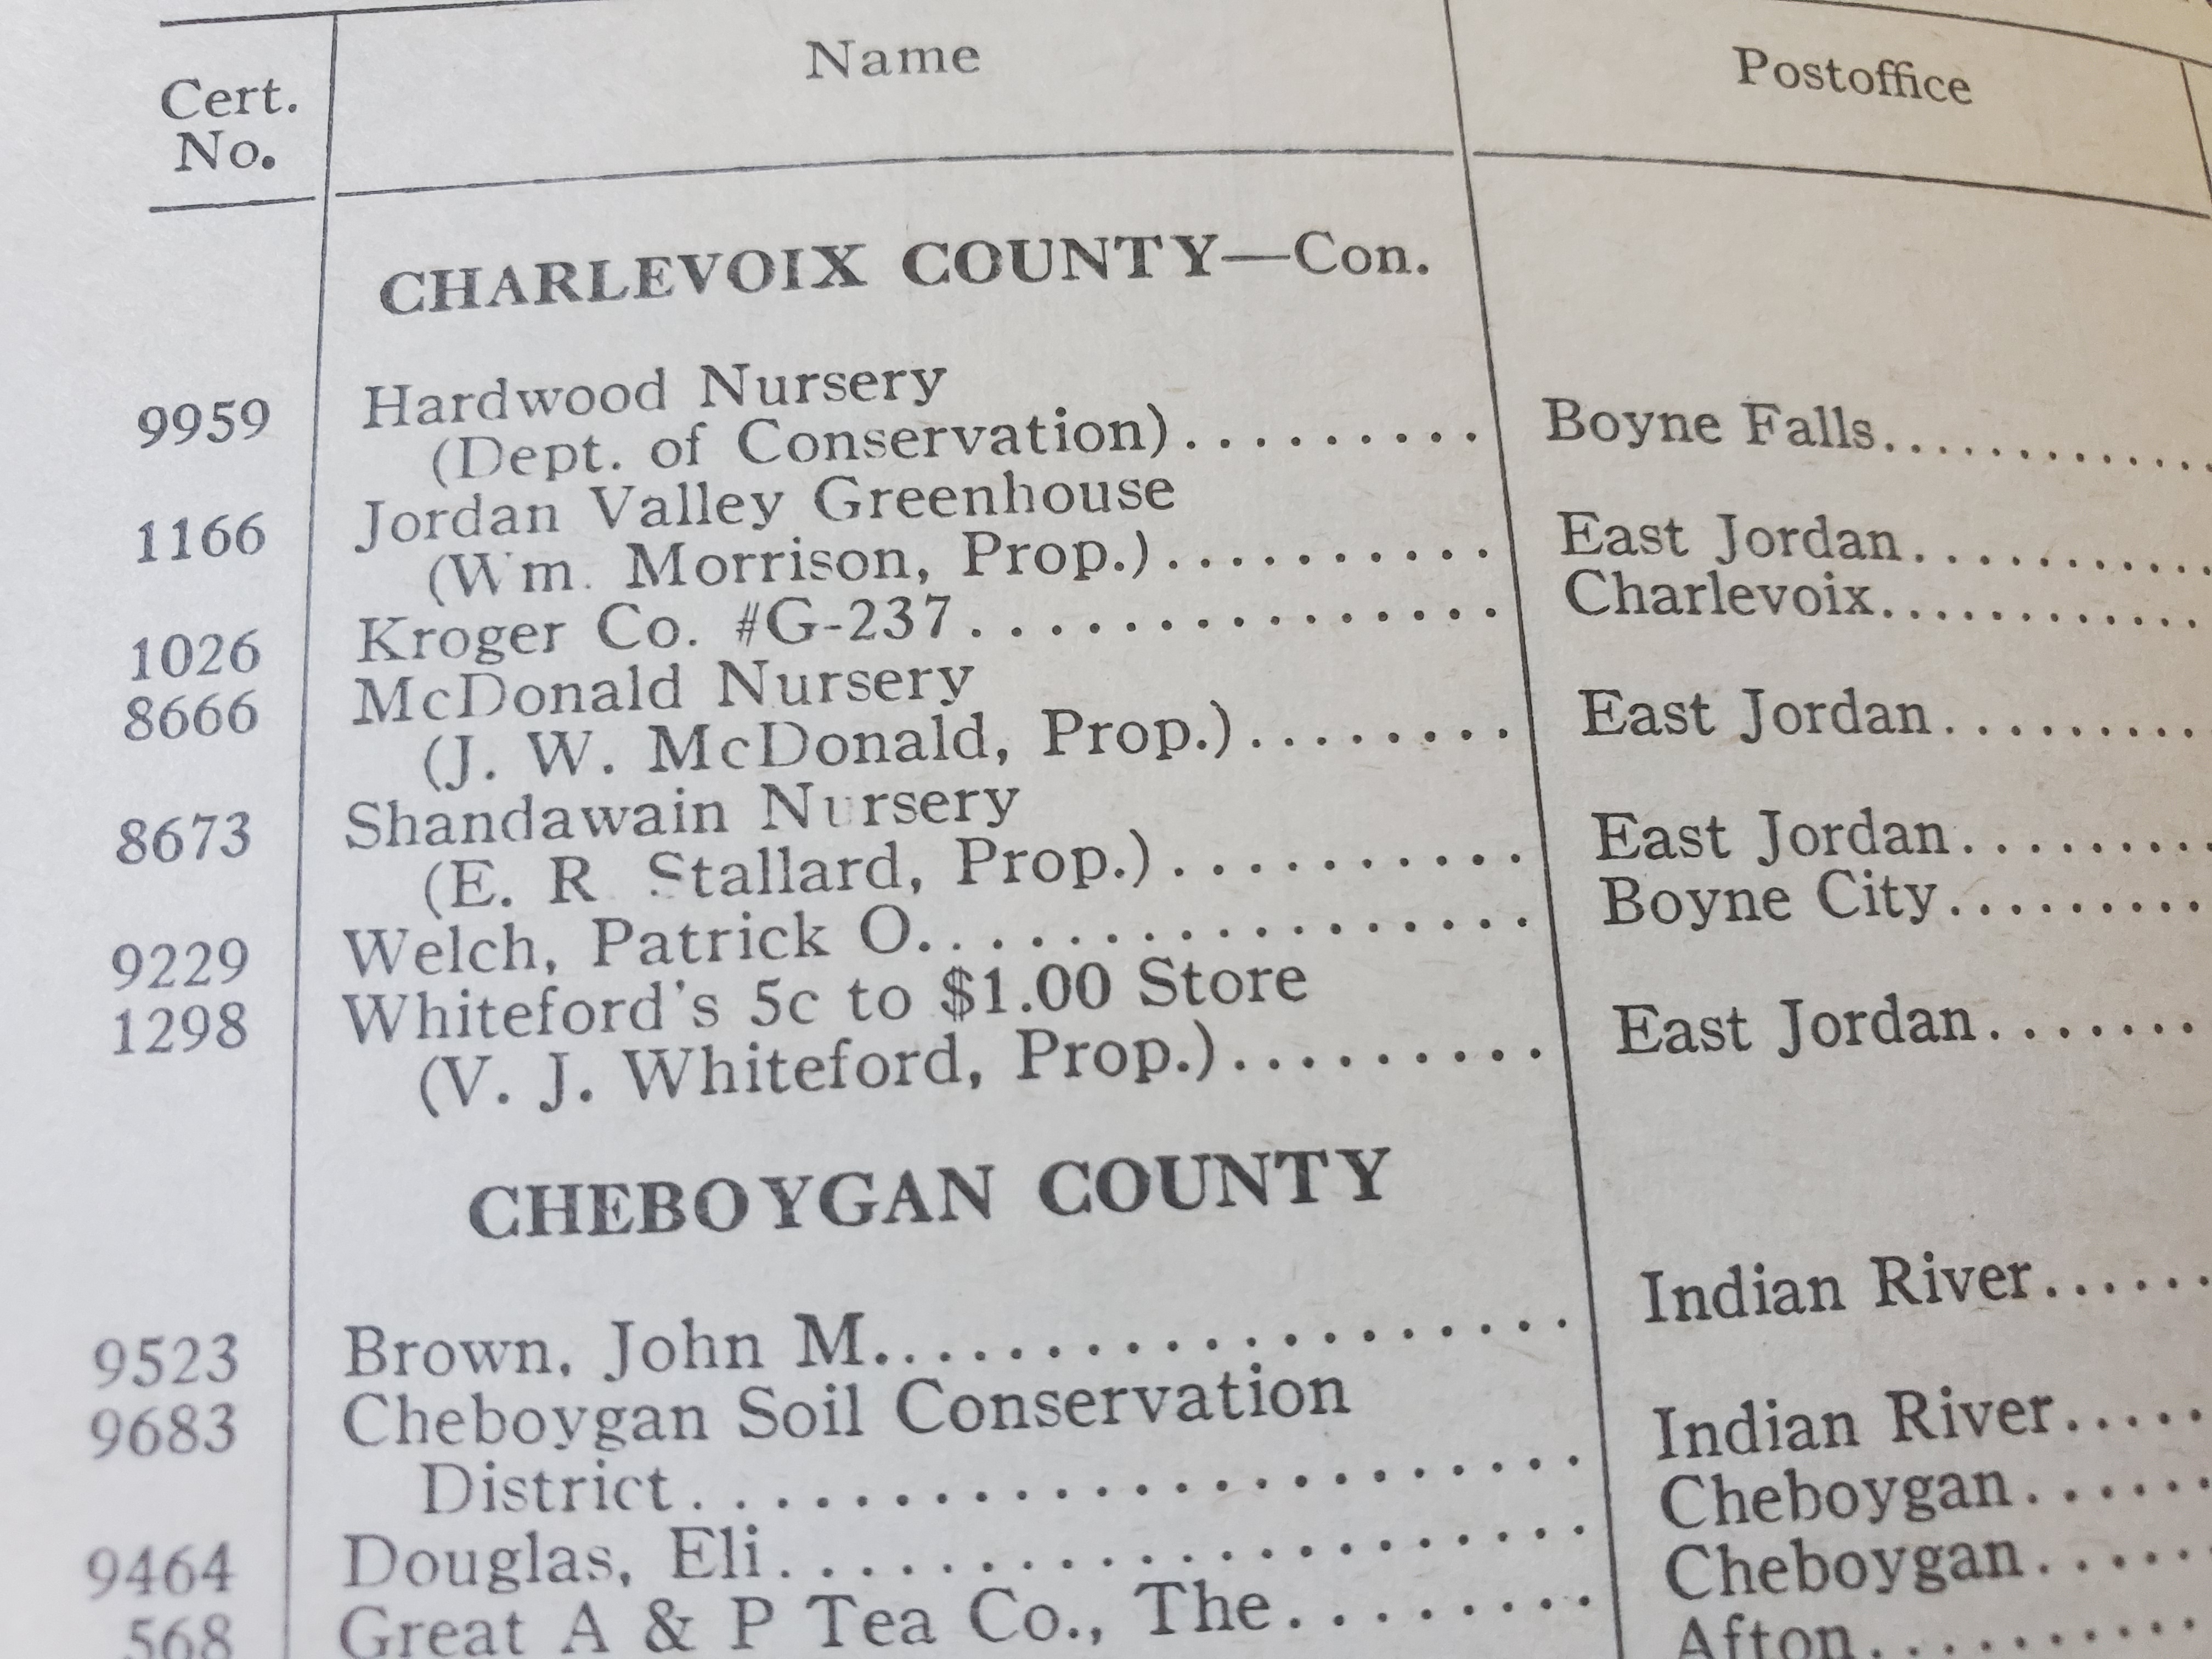 Cert. No. Name Postoffice
CHARLEVOIX COUNTY—Con.
9959 Hardwood Nursery
(Dept. of Conservation)......... Boyne Falls.............
1166 Jordan Valley Greenhouse
(Wm. Morrison, Prop.).......... East Jordan............
1026 Kroger Co. #G-237................ Charlevoix.............
8666 McDonald Nursery
(J. W. McDonald, Prop.)........ East Jordan..........
8673 Shandawain Nursery
(E. R. Stallard, Prop.)........... East Jordan.........
9229 Welch, Patrick O.................. Boyne City.........
1298 Whiteford's 5c to $1.00 Store
(V. J. Whiteford, Prop.)......... East Jordan.......
CHEBOYGAN COUNTY
9523 Brown, John M................... Indian River......
9683 Cheboygan Soil Conservation
District....................... Indian River.....
9464 Douglas, Eli..................... Cheboygan......
568 Great A & P Tea Co., The......... Cheboygan......
Afton..........